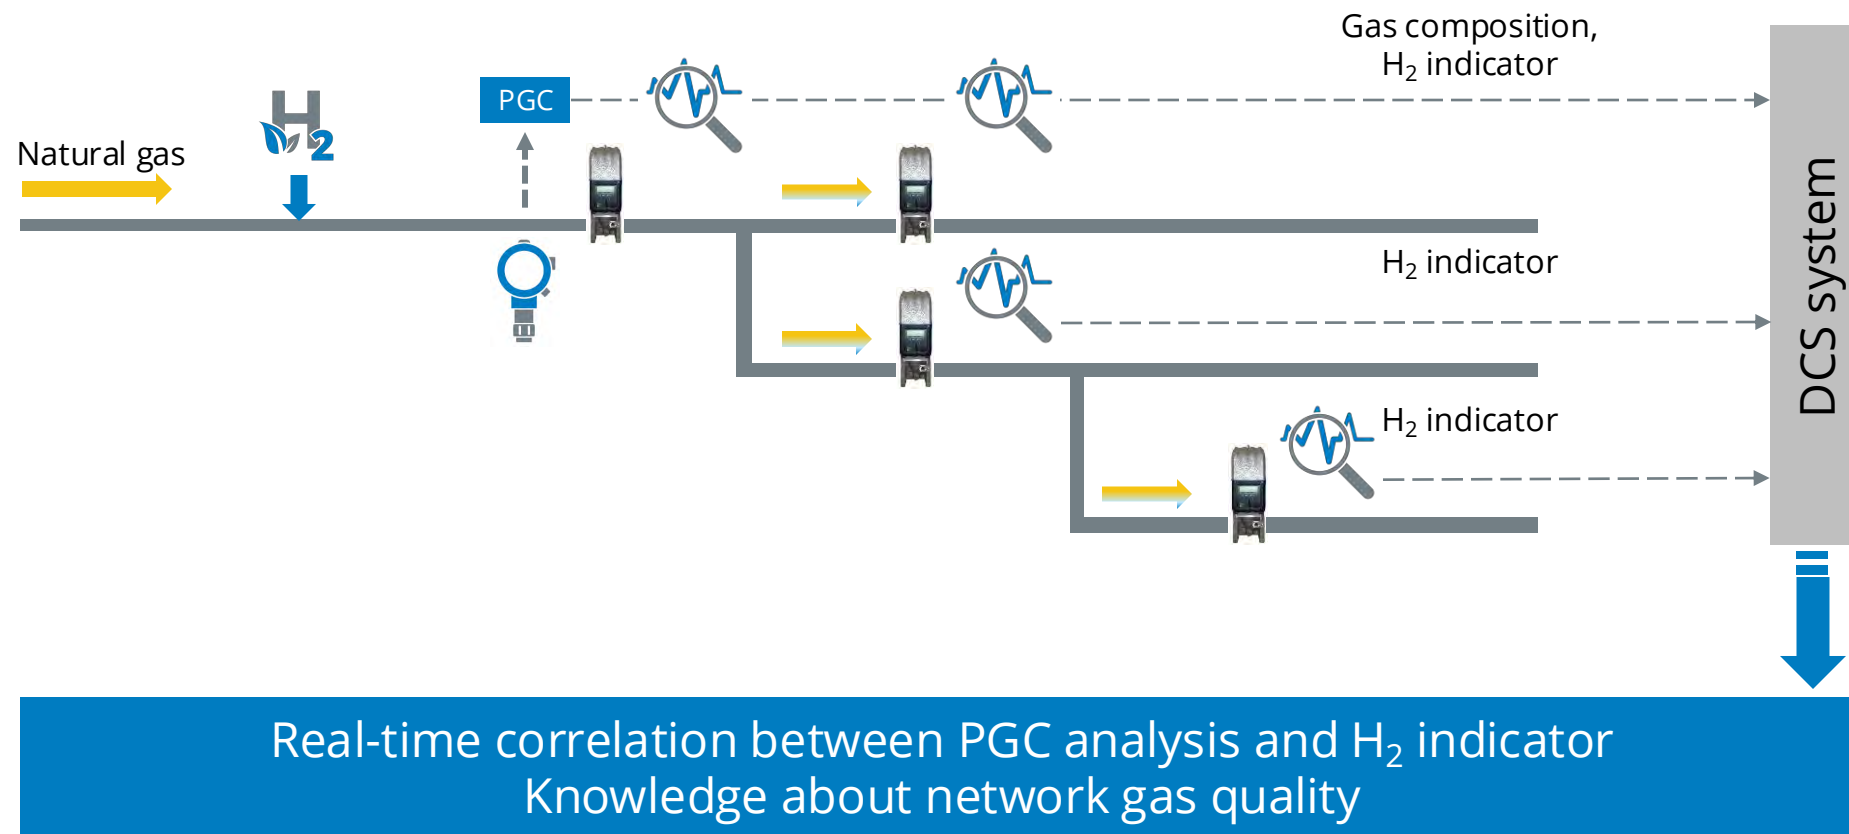 Gas composition,
H₂ indicator
PGC
H2
Natural gas
H₂ indicator
H₂ indicator
DCS system
Real-time correlation between PGC analysis and H₂ indicator
Knowledge about network gas quality